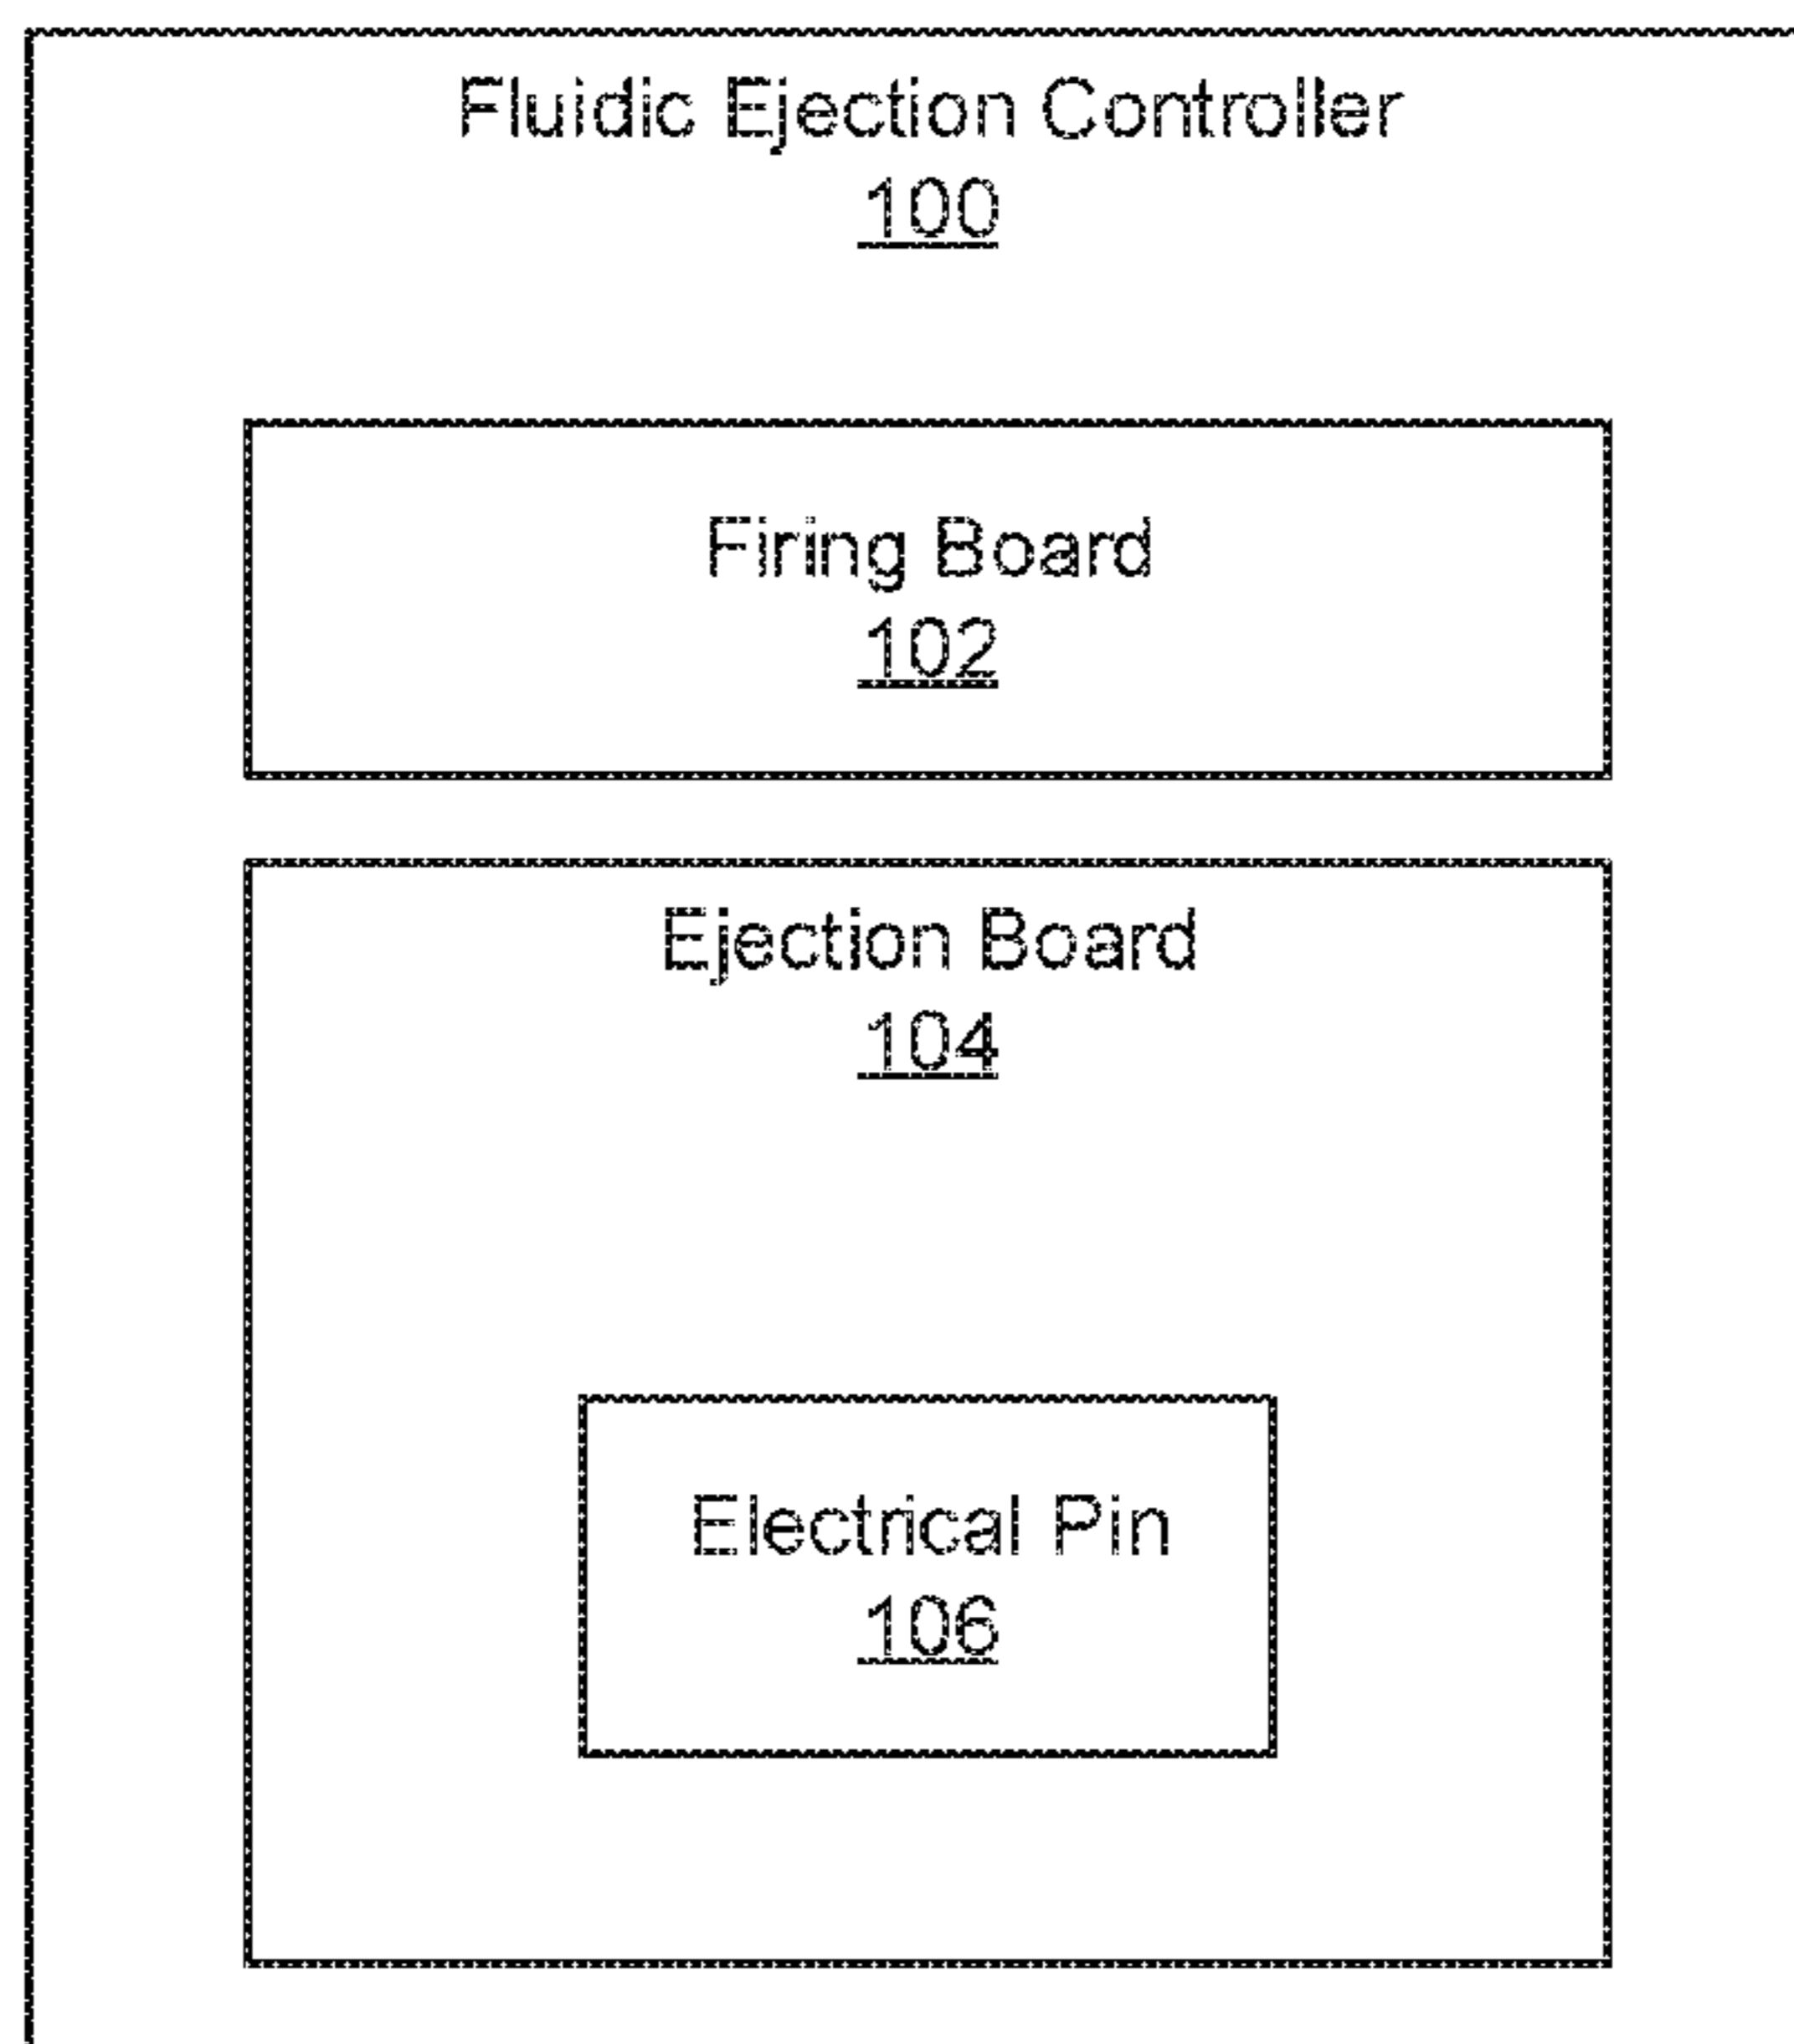 Fluidic Ejection Controller
100
Firing Board
102
Ejection Board
104
Electrical Pin
106